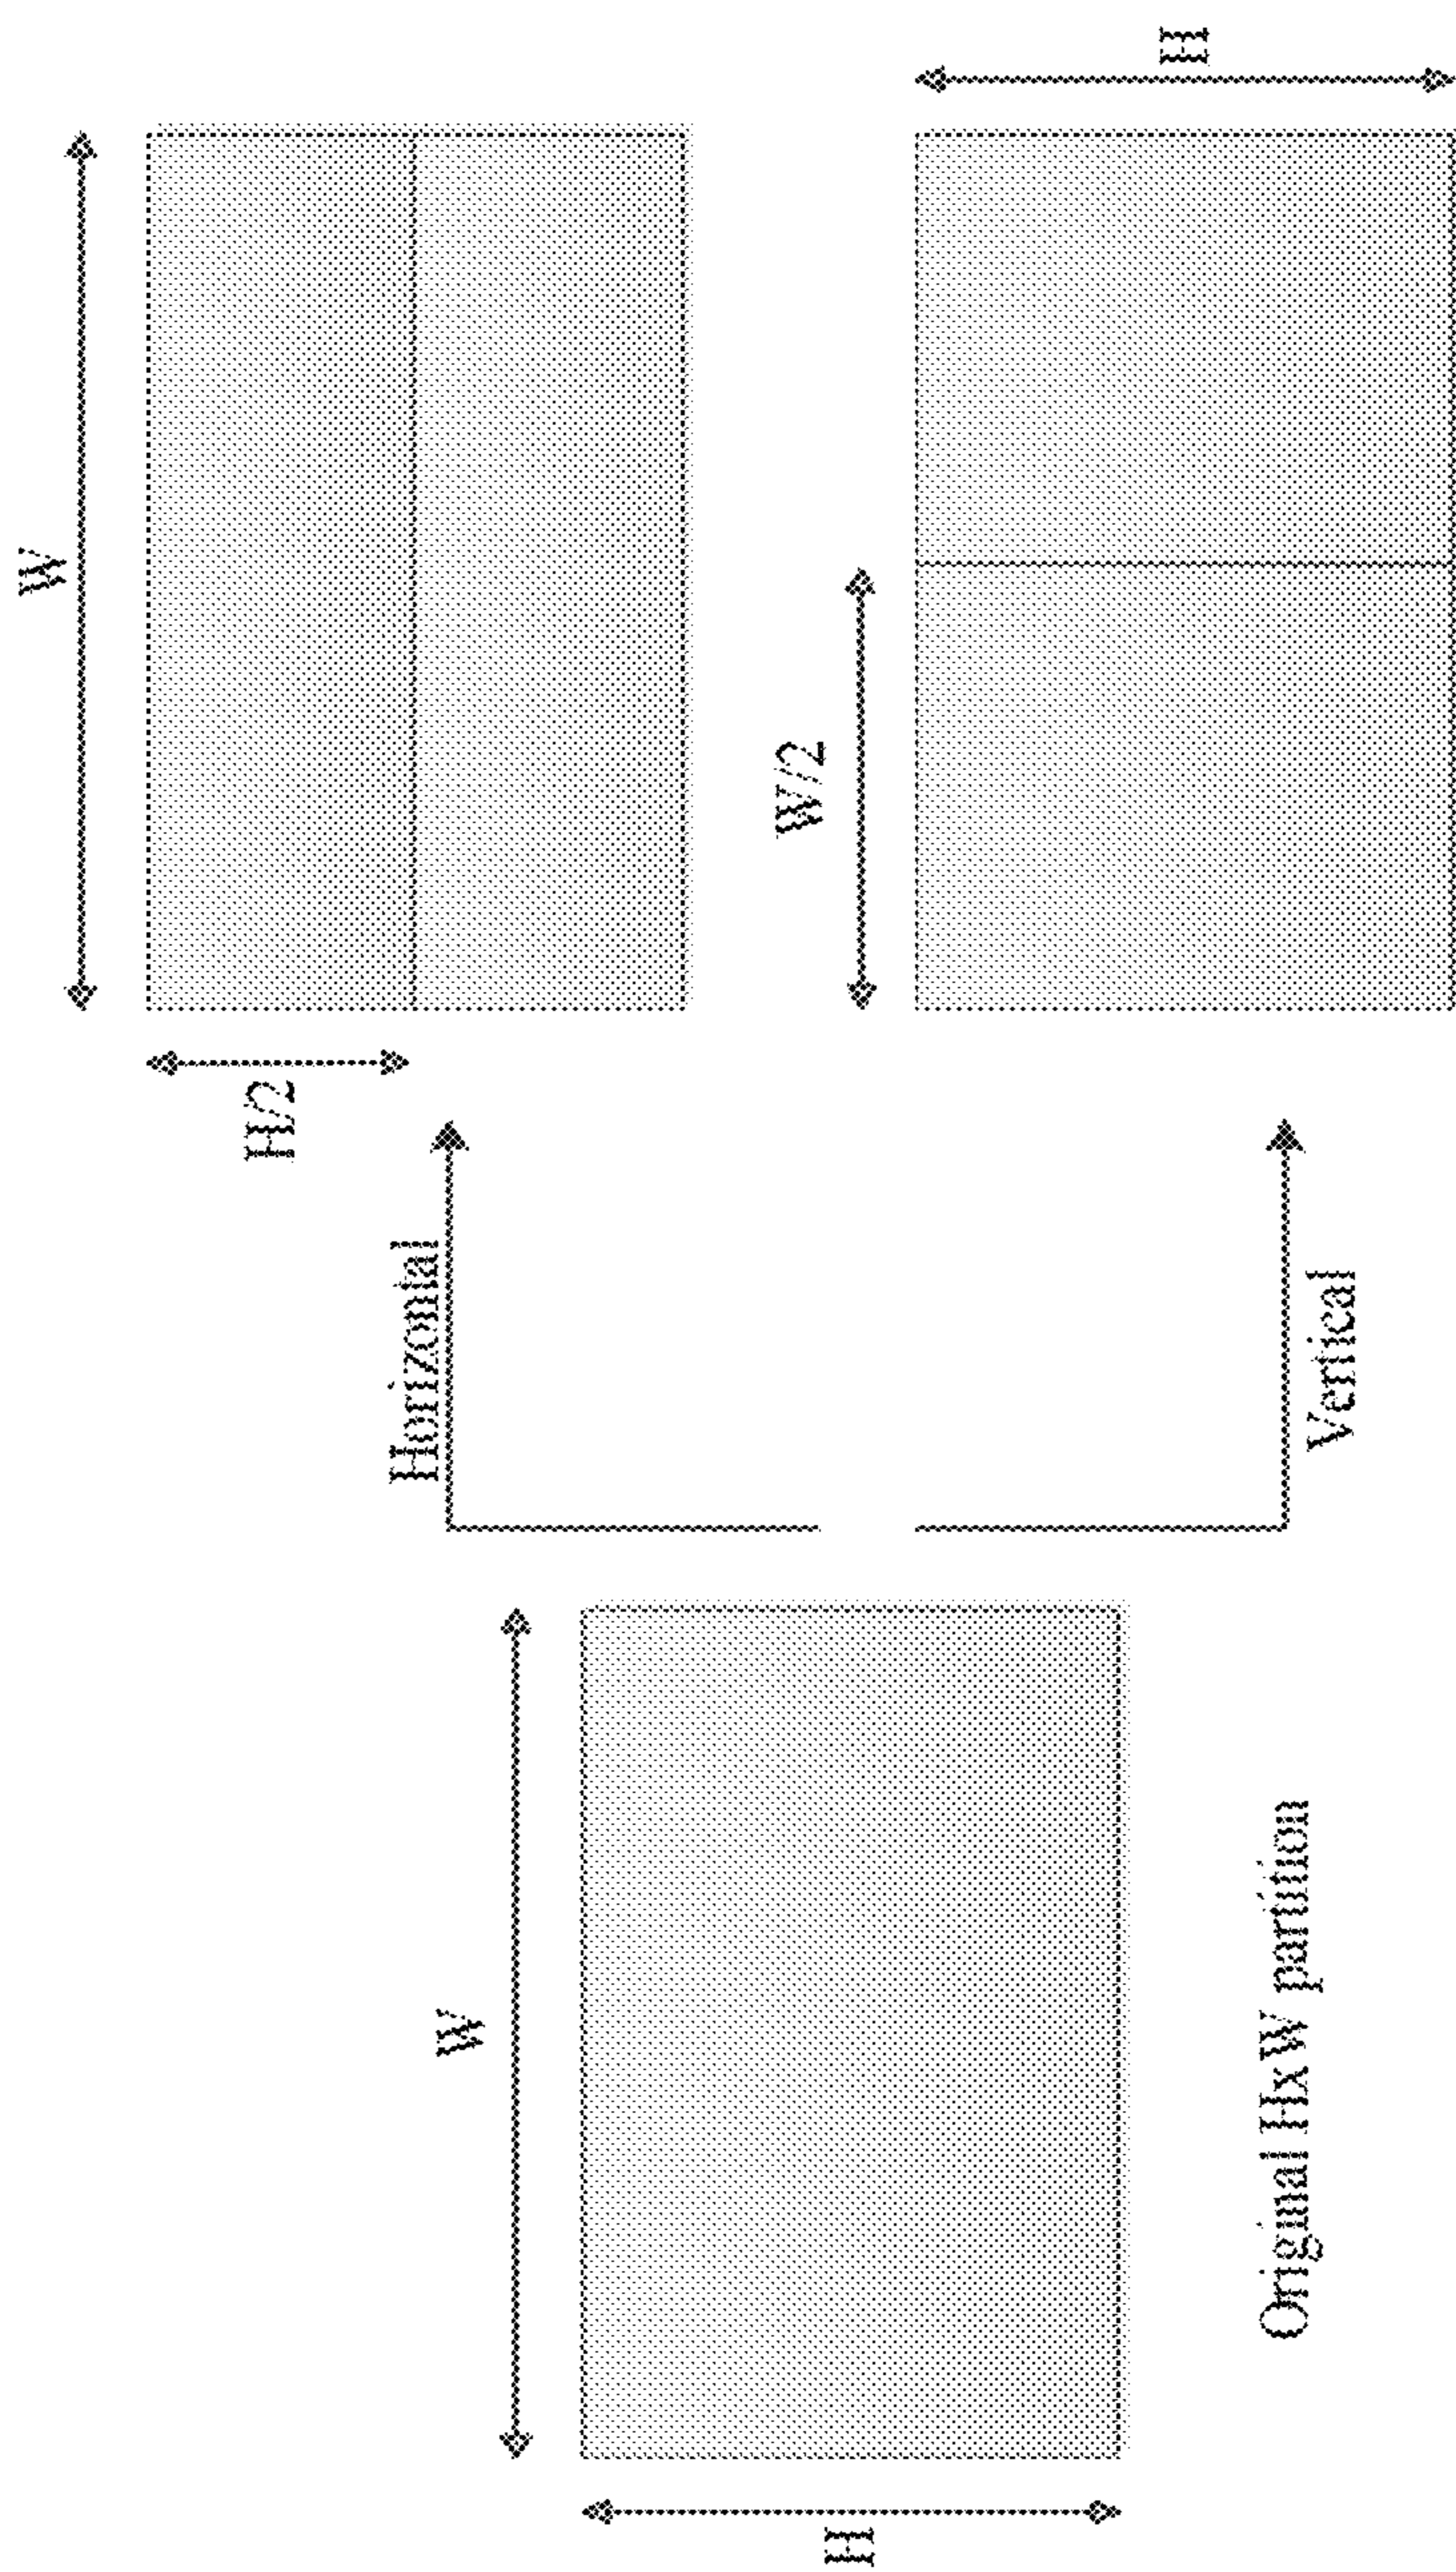 W
H
Original HxW partition
Horizontal
Vertical
W
H/2
W/2
H